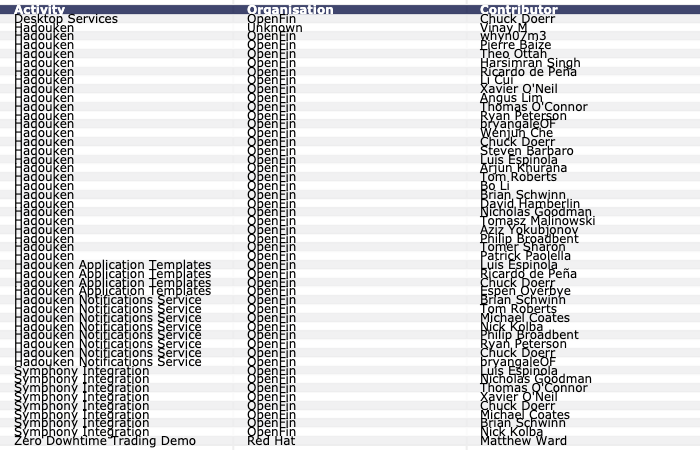 Activity Organisation Contributor
Desktop Services OpenFin Chuck Doerr
Hadouken Unknown Vinay M
Hadouken OpenFin whyn07m3
Hadouken OpenFin Pierre Baize
Hadouken OpenFin Theo Ottah
Hadouken OpenFin Harsimran Singh
Hadouken OpenFin Ricardo de Peña
Hadouken OpenFin Li Cui
Hadouken OpenFin Xavier O'Neil
Hadouken OpenFin Angus Lim
Hadouken OpenFin Thomas O'Connor
Hadouken OpenFin Ryan Peterson
Hadouken OpenFin bryangaleOF
Hadouken OpenFin Wenjun Che
Hadouken OpenFin Chuck Doerr
Hadouken OpenFin Steven Barbaro
Hadouken OpenFin Luis Espinola
Hadouken OpenFin Arjun Khurana
Hadouken OpenFin Tom Roberts
Hadouken OpenFin Bo Li
Hadouken OpenFin Brian Schwinn
Hadouken OpenFin David Hamberlin
Hadouken OpenFin Nicholas Goodman
Hadouken OpenFin Tomasz Malinowski
Hadouken OpenFin Aziz Yokubjonov
Hadouken OpenFin Philip Broadbent
Hadouken OpenFin Tomer Sharon
Hadouken OpenFin Patrick Paolella
Hadouken Application Templates OpenFin Luis Espinola
Hadouken Application Templates OpenFin Ricardo de Peña
Hadouken Application Templates OpenFin Chuck Doerr
Hadouken Application Templates OpenFin Espen Overbye
Hadouken Notifications Service OpenFin Brian Schwinn
Hadouken Notifications Service OpenFin Tom Roberts
Hadouken Notifications Service OpenFin Michael Coates
Hadouken Notifications Service OpenFin Nick Kolba
Hadouken Notifications Service OpenFin Philip Broadbent
Hadouken Notifications Service OpenFin Ryan Peterson
Hadouken Notifications Service OpenFin Chuck Doerr
Hadouken Notifications Service OpenFin bryangaleOF
Symphony Integration OpenFin Luis Espinola
Symphony Integration OpenFin Nicholas Goodman
Symphony Integration OpenFin Thomas O'Connor
Symphony Integration OpenFin Xavier O'Neil
Symphony Integration OpenFin Chuck Doerr
Symphony Integration OpenFin Michael Coates
Symphony Integration OpenFin Brian Schwinn
Symphony Integration OpenFin Nick Kolba
Zero Downtime Trading Demo Red Hat Matthew Ward